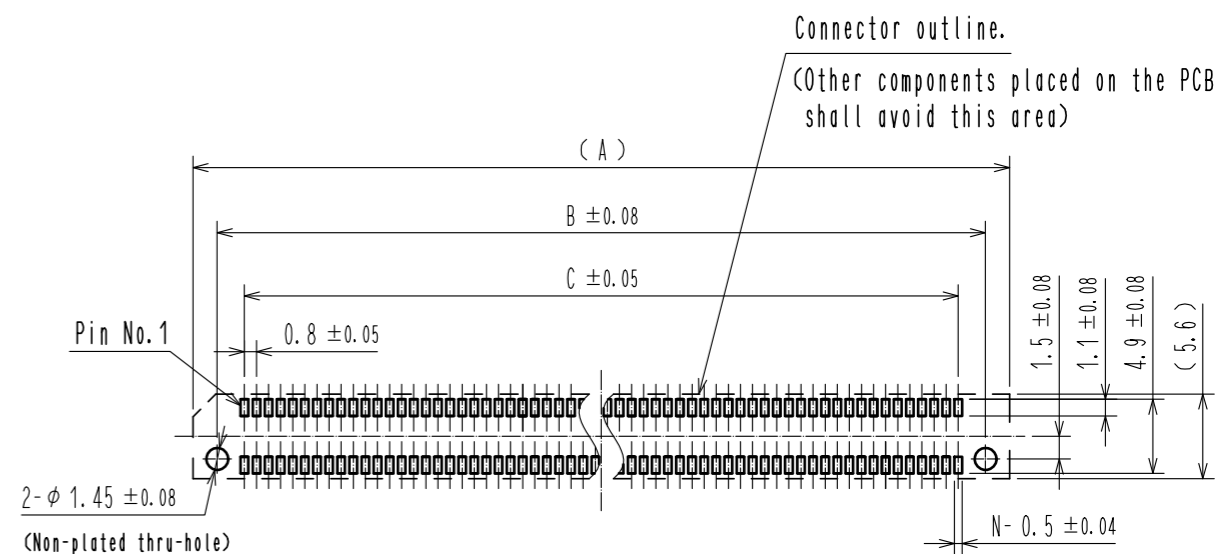 Connector outline.
(Other components placed on the PCB
shall avoid this area)
(A)
B ±0.08
C ±0.05
Pin No.1
0.8 ±0.05
1.5 ±0.08
1.1 ±0.08
4.9 ±0.08
(5.6)
2-φ1.45 ±0.08
(Non-plated thru-hole)
N-0.5 ±0.04